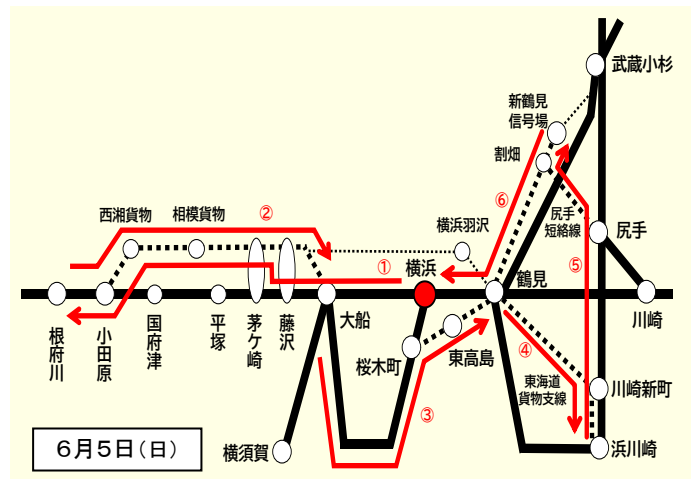 武蔵小杉
新鶴見
信号場
割畑
⑥
西湘貨物
相模貨物
②
横浜羽沢
尻手
短絡線
尻手
①
横浜
鶴見
⑤
根府川
小田原
国府津
平塚
茅ケ崎
藤沢
大船
川崎
桜木町
東高島
④
東海道
貨物支線
川崎新町
③
横須賀
浜川崎
6月5日(日)